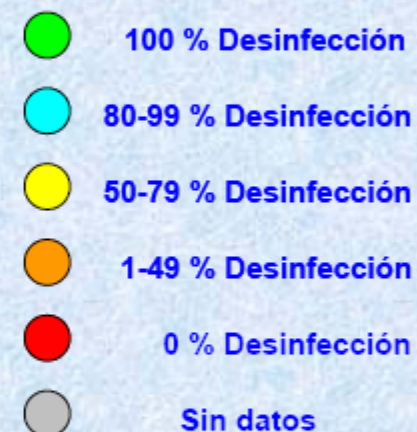 100 % Desinfección
80-99 % Desinfección
50-79 % Desinfección
1-49 % Desinfección
0 % Desinfección
Sin datos